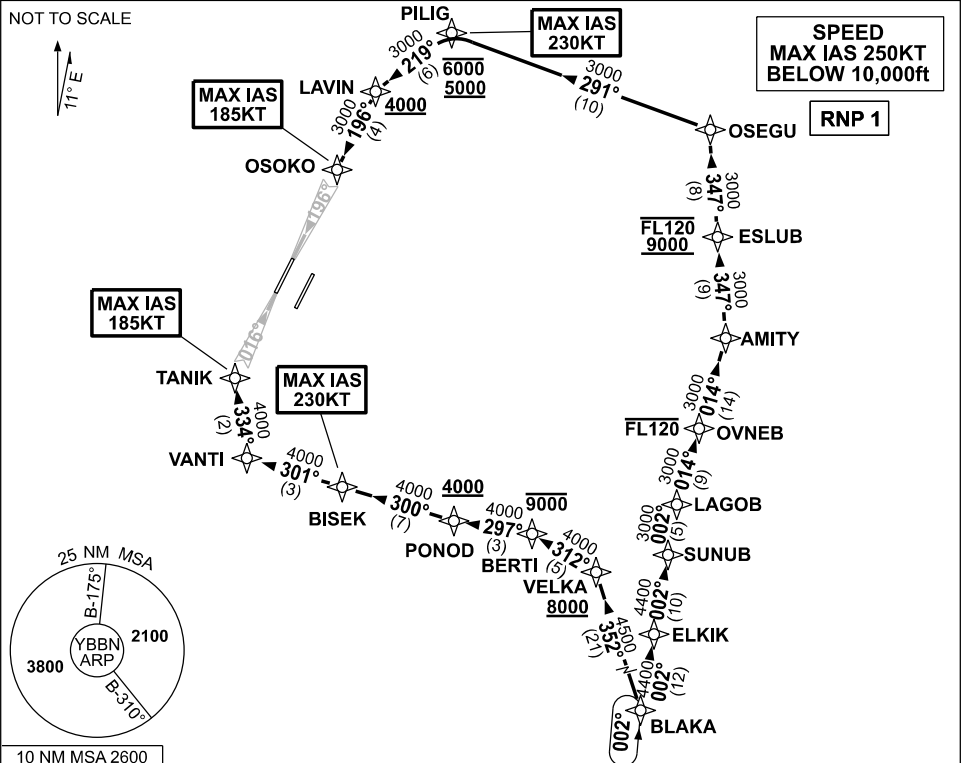 NOT TO SCALE
11° E
PILIG
MAX IAS
230KT
SPEED
MAX IAS 250KT
BELOW 10,000ft
RNP 1
3000
219°
(6)
6000
5000
3000
291°
(10)
LAVIN
4000
MAX IAS
185KT
3000
196°
(4)
OSOKO
OSEGU
3000
347°
(8)
196°
FL120
9000
ESLUB
3000
347°
(9)
MAX IAS
185KT
016°
AMITY
TANIK
MAX IAS
230KT
3000
014°
(14)
4000
334°
(2)
FL120
OVNEB
VANTI
4000
301°
(3)
3000
014°
(9)
BISEK
4000
300°
(7)
4000
9000
LAGOB
PONOD
4000
297°
(3)
3000
002°
(5)
BERTI
4000
312°
(5)
SUNUB
VELKA
8000
4400
002°
(10)
4500
352°
(21)
ELKIK
4400
002°
(12)
BLAKA
002°
25 NM MSA
B-175°
YBBN
ARP
2100
3800
B-310°
10 NM MSA 2600